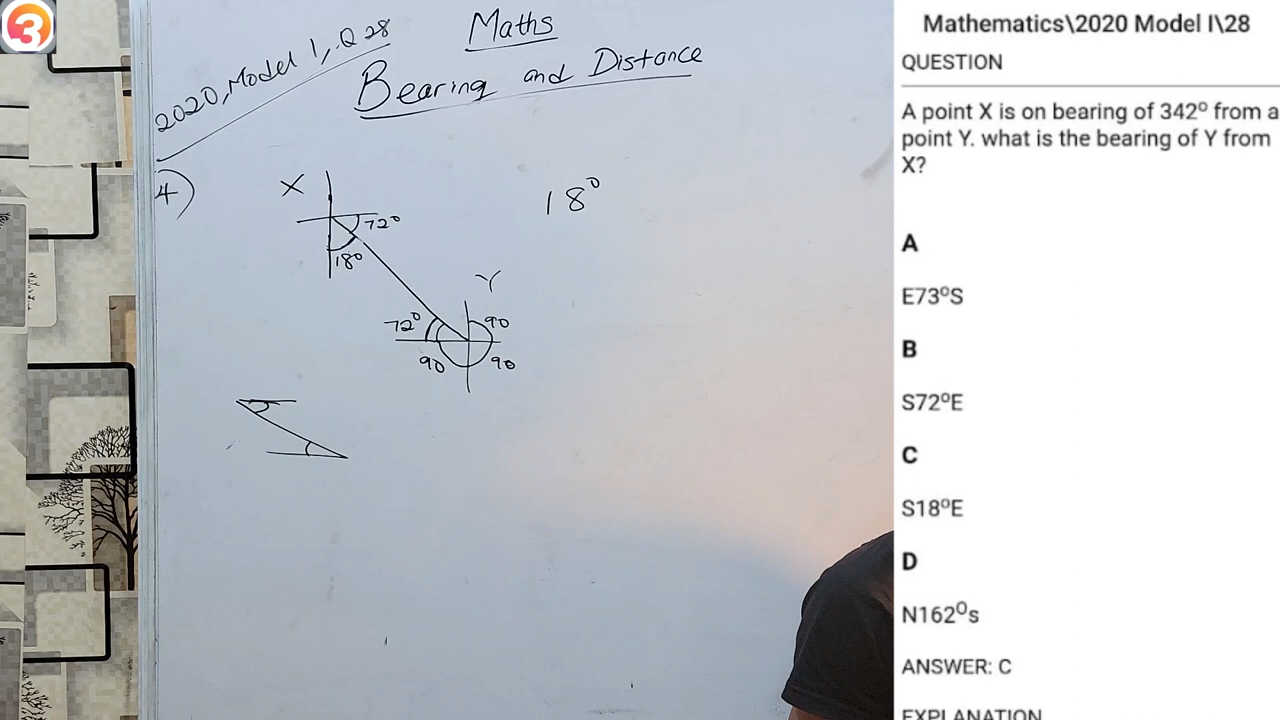 3
2020, Model 1, Q 28
Maths
Bearing and Distance
4)
X
72°
18°
18°
Y
72°
90
90
90
Mathematics\2020 Model I\28
QUESTION
A point X is on bearing of 342° from a
point Y. what is the bearing of Y from
X?
A
E73°S
B
S72°E
C
S18°E
D
N162°s
ANSWER: C
EXPLANATION